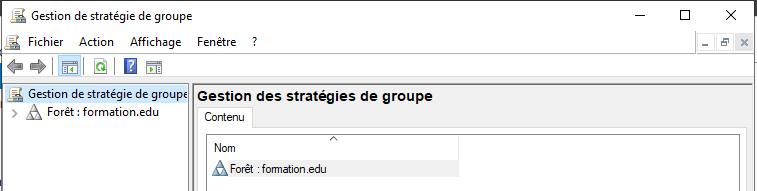 Gestion de stratégie de groupe
Fichier Action Affichage Fenêtre ?
Gestion de stratégie de groupe
Forêt : formation.edu
Gestion des stratégies de groupe
Contenu
Nom
Forêt : formation.edu